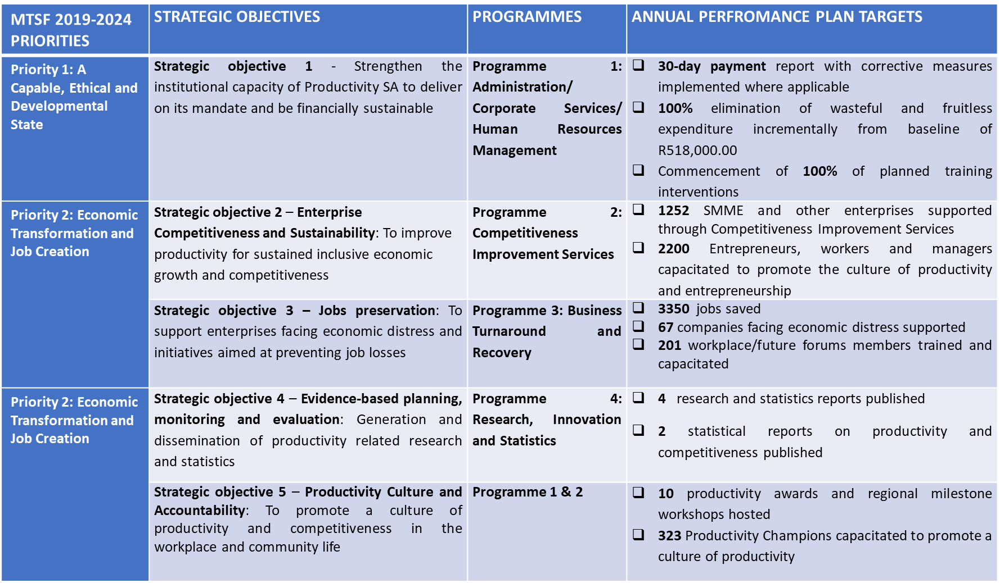 MTSF 2019-2024
PRIORITIES
STRATEGIC OBJECTIVES
PROGRAMMES
ANNUAL PERFROMANCE PLAN TARGETS
Priority 1: A
Capable, Ethical and
Developmental
State
Strategic objective 1 - Strengthen the
institutional capacity of Productivity SA to deliver
on its mandate and be financially sustainable
Programme 1:
Administration/
Corporate Services/
Human Resources
Management
❑ 30-day payment report with corrective measures
implemented where applicable
❑ 100% elimination of wasteful and fruitless
expenditure incrementally from baseline of
R518,000.00
❑ Commencement of 100% of planned training
interventions
Priority 2: Economic
Transformation and
Job Creation
Strategic objective 2 – Enterprise
Competitiveness and Sustainability: To improve
productivity for sustained inclusive economic
growth and competitiveness
Programme 2:
Competitiveness
Improvement Services
❑ 1252 SMME and other enterprises supported
through Competitiveness Improvement Services
❑ 2200 Entrepreneurs, workers and managers
capacitated to promote the culture of productivity
and entrepreneurship
Strategic objective 3 – Jobs preservation: To
support enterprises facing economic distress and
initiatives aimed at preventing job losses
Programme 3: Business
Turnaround and
Recovery
❑ 3350 jobs saved
❑ 67 companies facing economic distress supported
❑ 201 workplace/future forums members trained and
capacitated
Priority 2: Economic
Transformation and
Job Creation
Strategic objective 4 – Evidence-based planning,
monitoring and evaluation: Generation and
dissemination of productivity related research
and statistics
Programme 4:
Research, Innovation
and Statistics
❑ 4 research and statistics reports published
❑ 2 statistical reports on productivity and
competitiveness published
Strategic objective 5 – Productivity Culture and
Accountability: To promote a culture of
productivity and competitiveness in the
workplace and community life
Programme 1 & 2
❑ 10 productivity awards and regional milestone
workshops hosted
❑ 323 Productivity Champions capacitated to promote a
culture of productivity